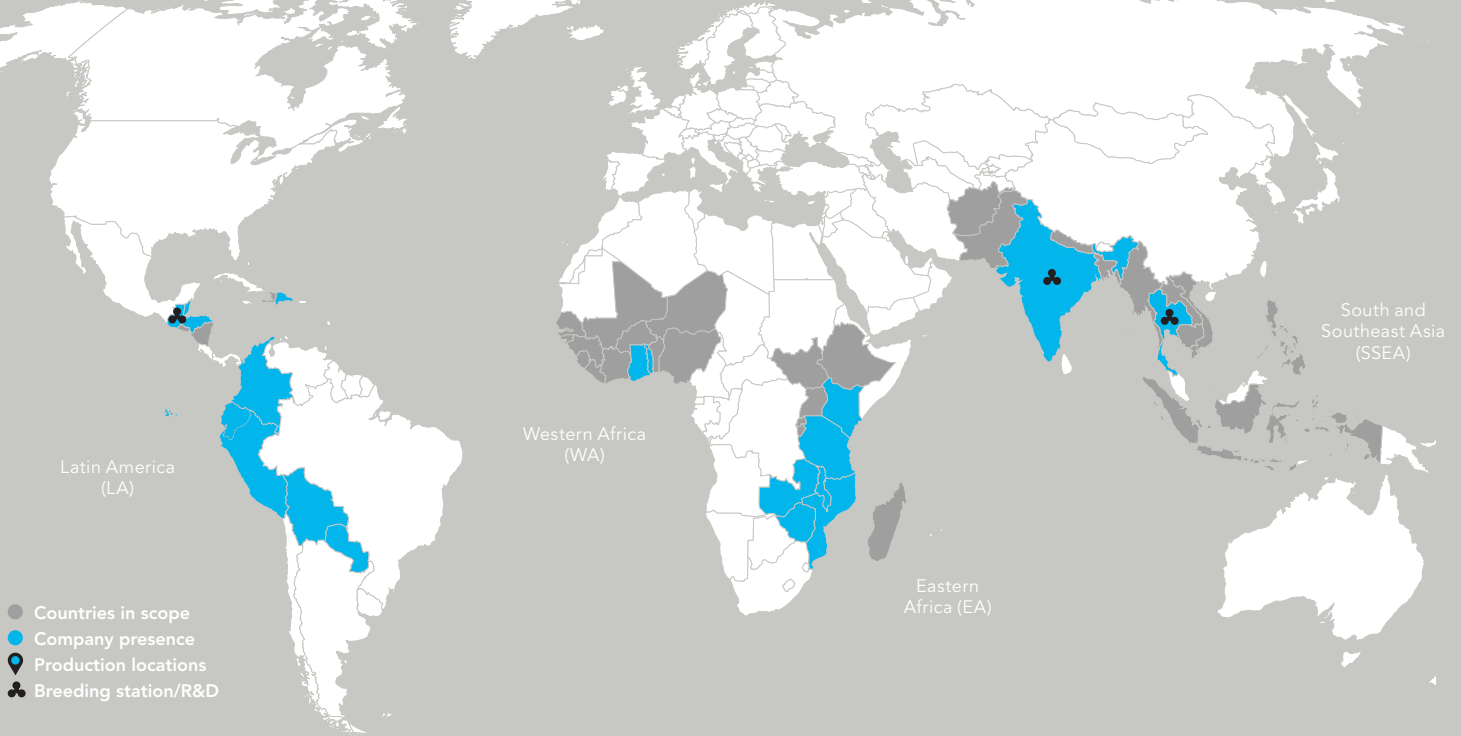 South and
Southeast Asia
(SSEA)
Western Africa
(WA)
Latin America
(LA)
Eastern
Africa (EA)
Countries in scope
Company presence
Production locations
Breeding station/R&D